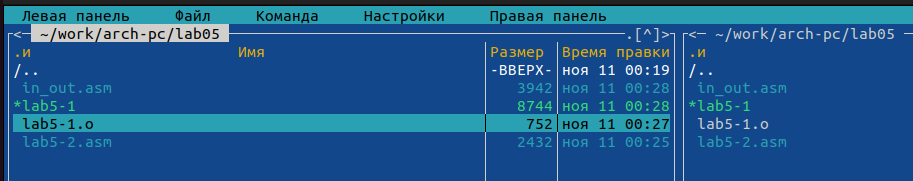 Левая панель Файл Команда Настройки Правая панель
<─ ~/work/arch-pc/lab05 .[^]> <─ ~/work/arch-pc/lab05
.и Имя Размер Время правки .и
/.. -ВВЕРХ- ноя 11 00:19 /..
in_out.asm 3942 ноя 11 00:28 in_out.asm
*lab5-1 8744 ноя 11 00:28 *lab5-1
lab5-1.o 752 ноя 11 00:27 lab5-1.o
lab5-2.asm 2432 ноя 11 00:25 lab5-2.asm